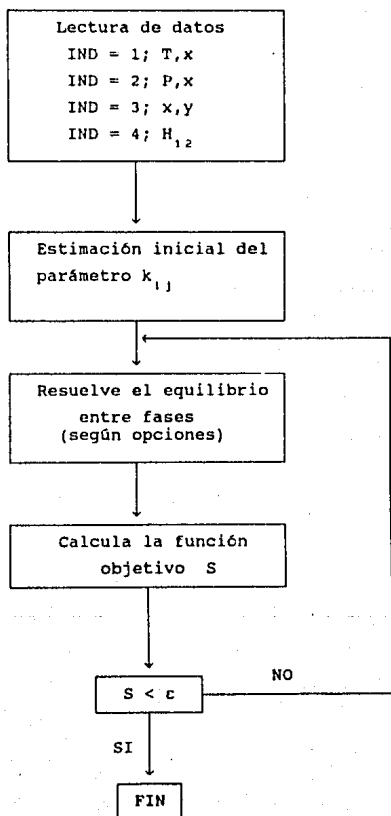 Lectura de datos
IND = 1; T,x
IND = 2; P,x
IND = 3; x,y
IND = 4; H₁₂
Estimación inicial del
parámetro kᵢⱼ
Resuelve el equilibrio
entre fases
(según opciones)
Calcula la función
objetivo S
S < ε
NO
SI
FIN